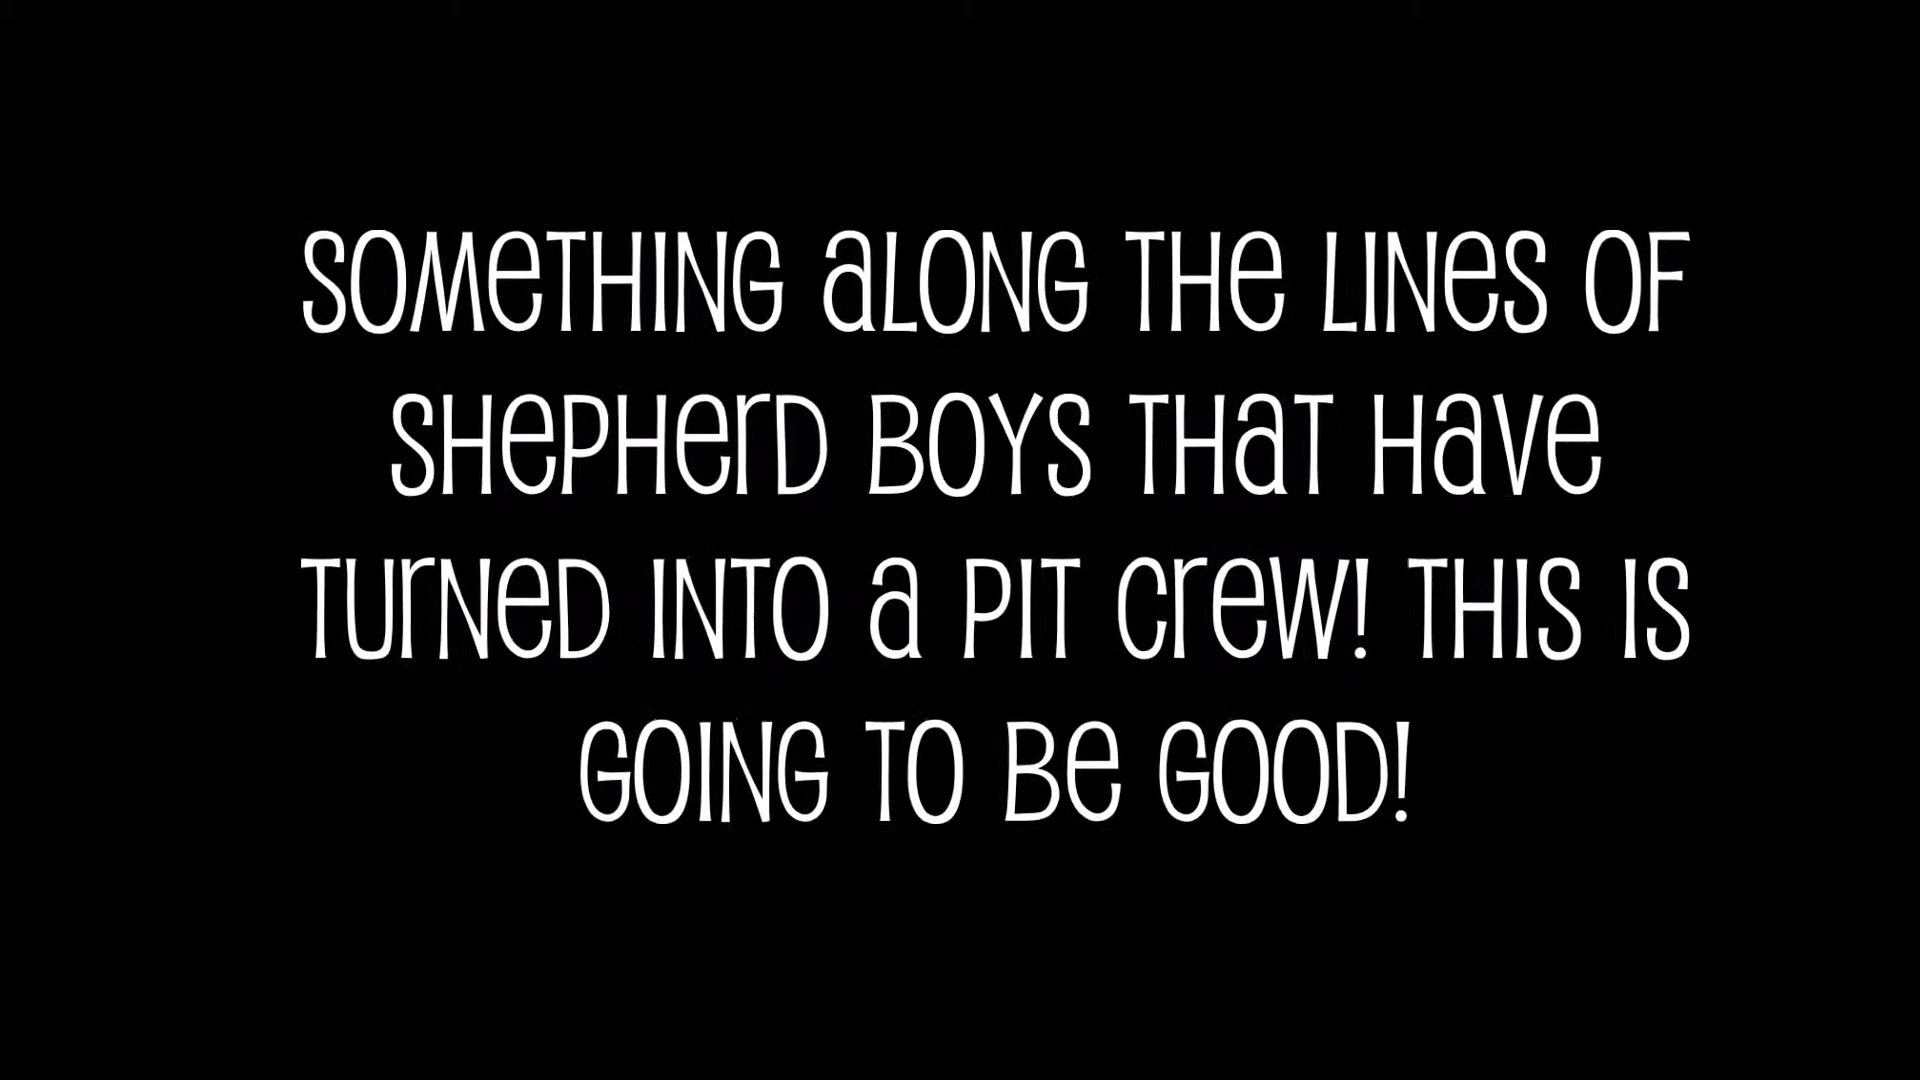 SOMETHING aLONG THE LINES OF
SHePHerD BOYS THaT Have
TUrNeD INTO a PIT Crew! THIS IS
GOING TO Be GOOD!